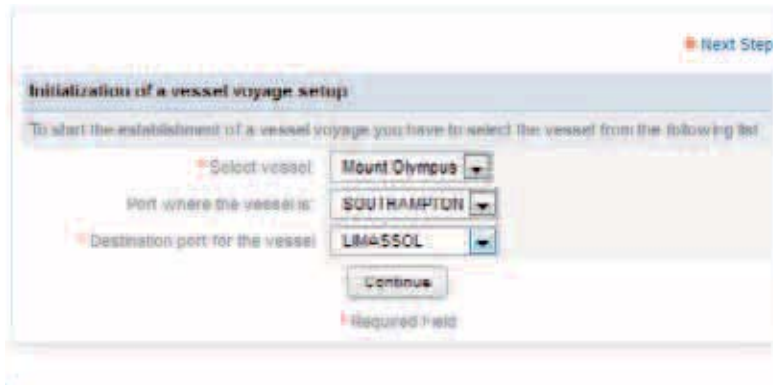 * Next Step
Initialization of a vessel voyage setup
To start the establishment of a vessel voyage you have to select the vessel from the following list
* Select vessel: Mount Olympus
Port where the vessel is: SOUTHAMPTON
* Destination port for the vessel LIMASSOL
Continue
* Required Field